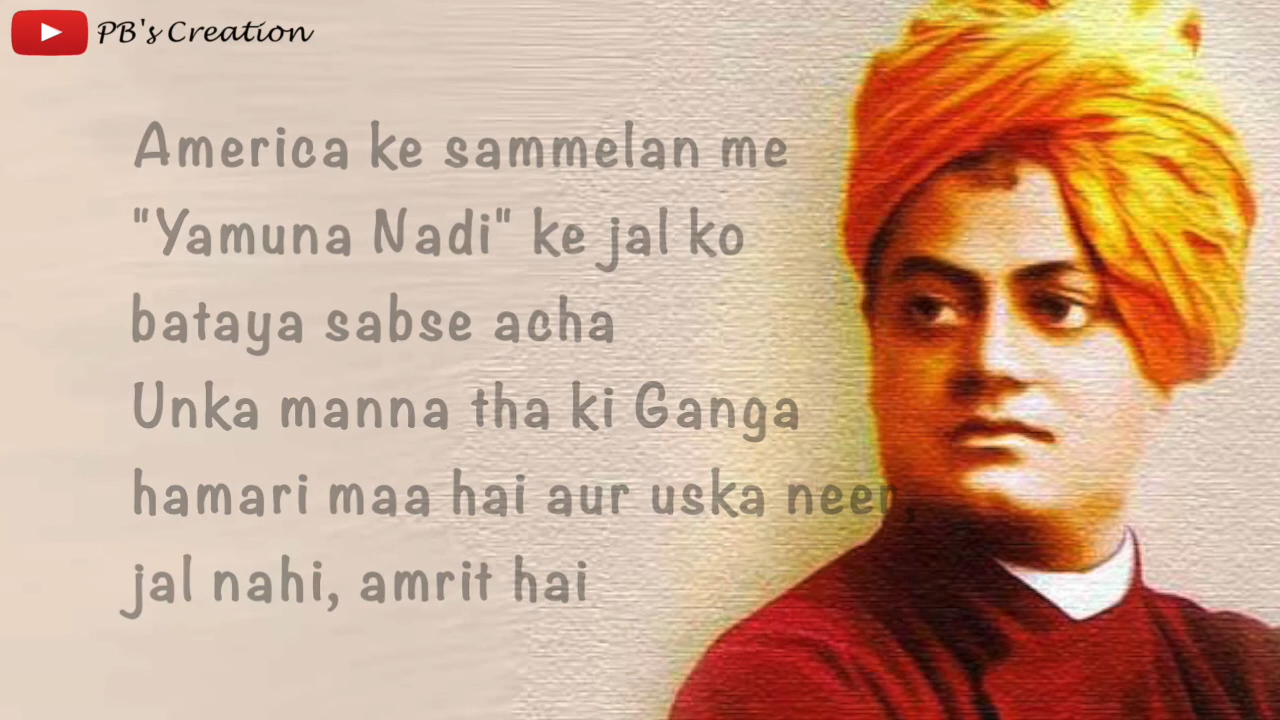 PB's Creation
America ke sammelan me
"Yamuna Nadi" ke jal ko
bataya sabse acha
Unka manna tha ki Ganga
hamari maa hai aur uska neer,
jal nahi, amrit hai